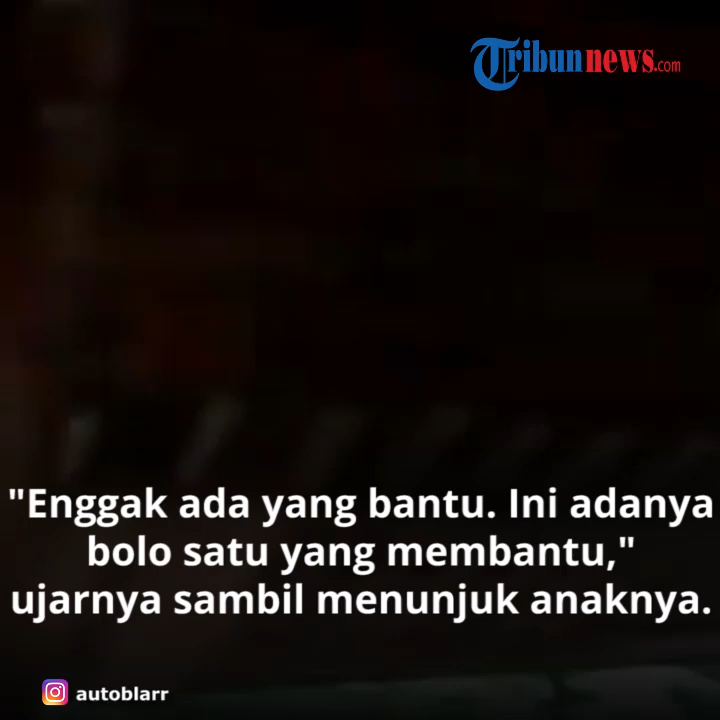 Tribunnews.com
"Enggak ada yang bantu. Ini adanya
bolo satu yang membantu,"
ujarnya sambil menunjuk anaknya.
autoblarr